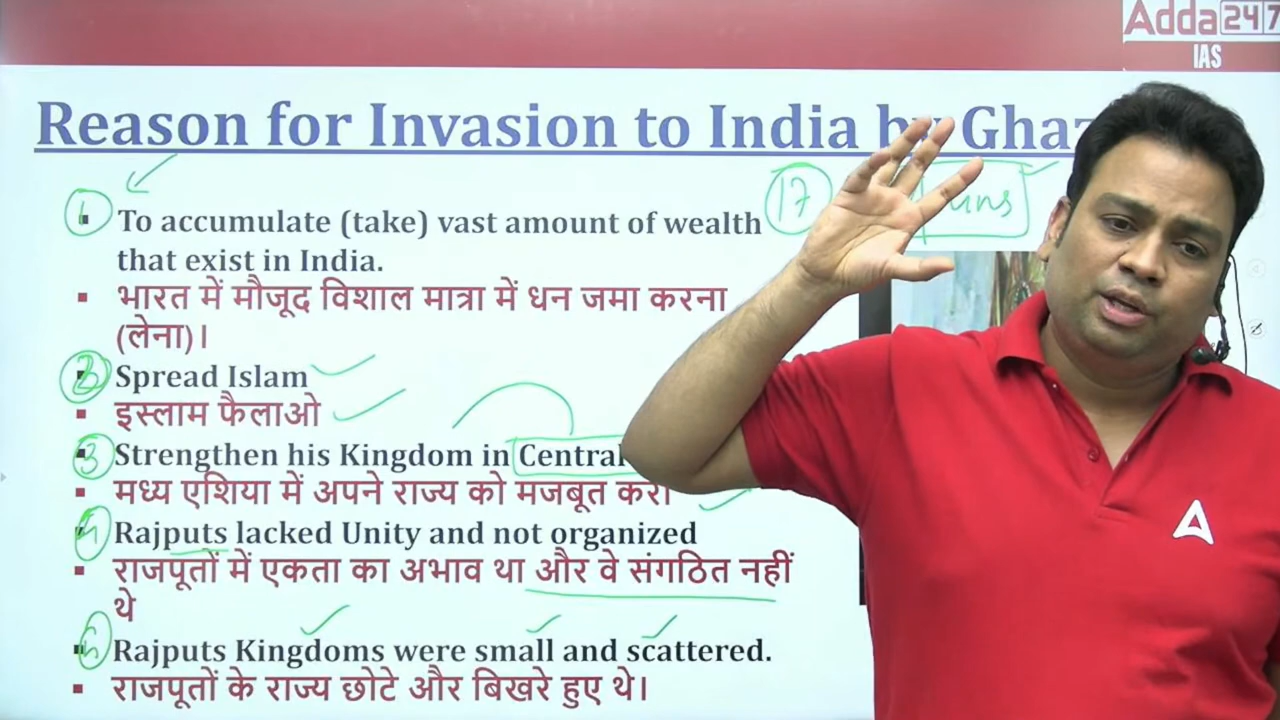 Adda 247
IAS
Reason for Invasion to India by
17
To accumulate (take) vast amount of wealth
that exist in India.
भारत में मौजूद विशाल मात्रा में धन जमा करना
(लेना)।
Spread Islam
इस्लाम फैलाओ
3 Strengthen his Kingdom in Central
मध्य एशिया में अपने राज्य को मजबूत करो
Rajputs lacked Unity and not organized
राजपूतों में एकता का अभाव था और वे संगठित नहीं
थे
Rajputs Kingdoms were small and scattered.
राजपूतों के राज्य छोटे और बिखरे हुए थे।